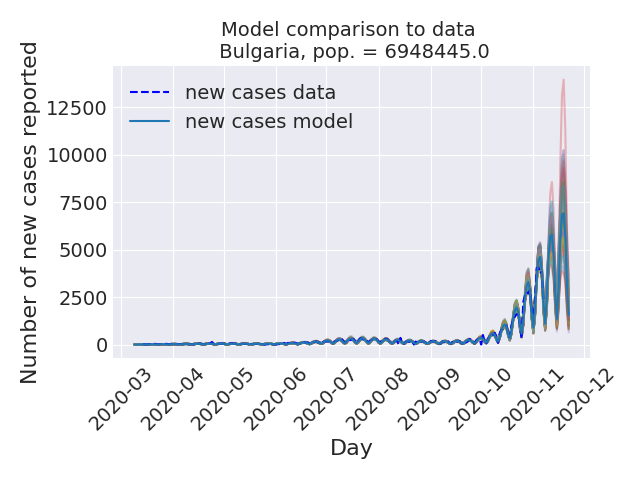 Model comparison to data
Bulgaria, pop. = 6948445.0
Number of new cases reported
12500
10000
7500
5000
2500
0
new cases data
new cases model
2020-03
2020-04
2020-05
2020-06
2020-07
2020-08
2020-09
2020-10
2020-11
2020-12
Day